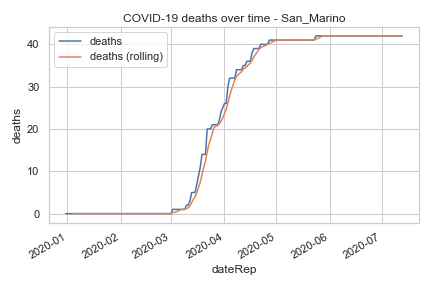 COVID-19 deaths over time - San_Marino
deaths
deaths (rolling)
deaths
40
30
20
10
0
2020-01
2020-02
2020-03
2020-04
2020-05
2020-06
2020-07
dateRep